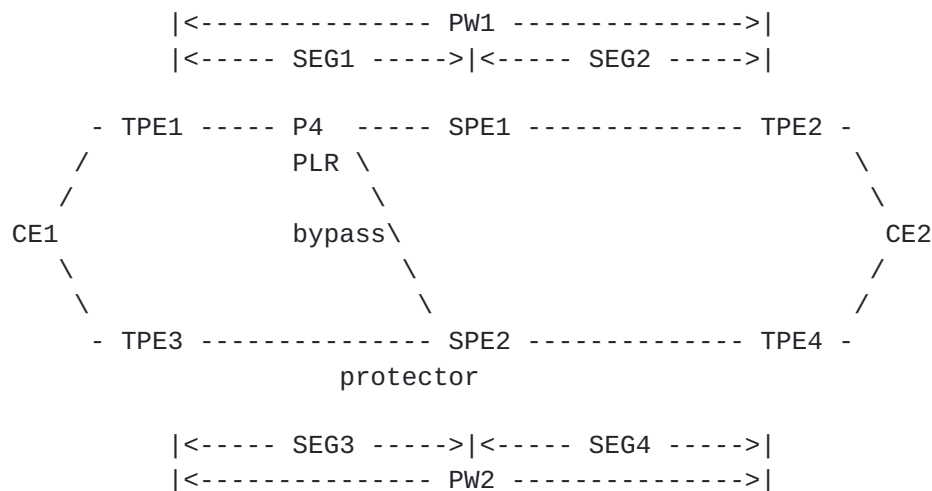 |<--------------- PW1 --------------->|
|<----- SEG1 ----->|<----- SEG2 ----->|
- TPE1 ----- P4 ----- SPE1 -------------- TPE2 -
/ PLR \ \
/ \ \
CE1 bypass\ CE2
\ \ /
\ \ /
- TPE3 --------------- SPE2 -------------- TPE4 -
protector
|<----- SEG3 ----->|<----- SEG4 ----->|
|<--------------- PW2 --------------->|